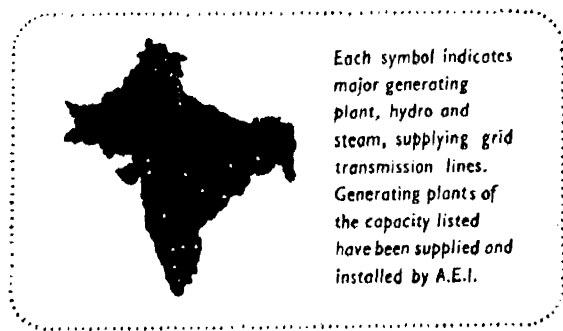 Each symbol indicates
major generating
plant, hydro and
steam, supplying grid
transmission lines.
Generating plants of
the capacity listed
have been supplied and
installed by A.E.I.